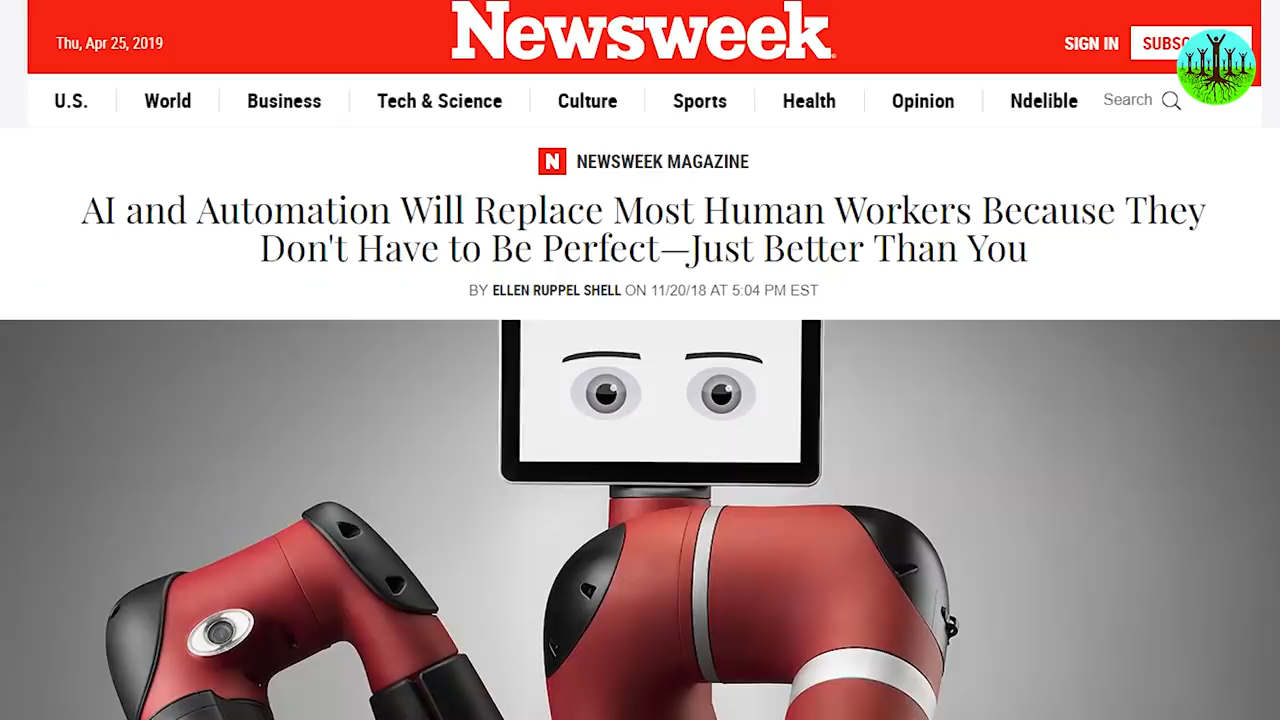 Newsweek
Thu, Apr 25, 2019
SIGN IN
U.S. World Business Tech & Science Culture Sports Health Opinion Ndelible Search
N NEWSWEEK MAGAZINE
AI and Automation Will Replace Most Human Workers Because They
Don't Have to Be Perfect—Just Better Than You
BY ELLEN RUPPEL SHELL ON 11/20/18 AT 5:04 PM EST